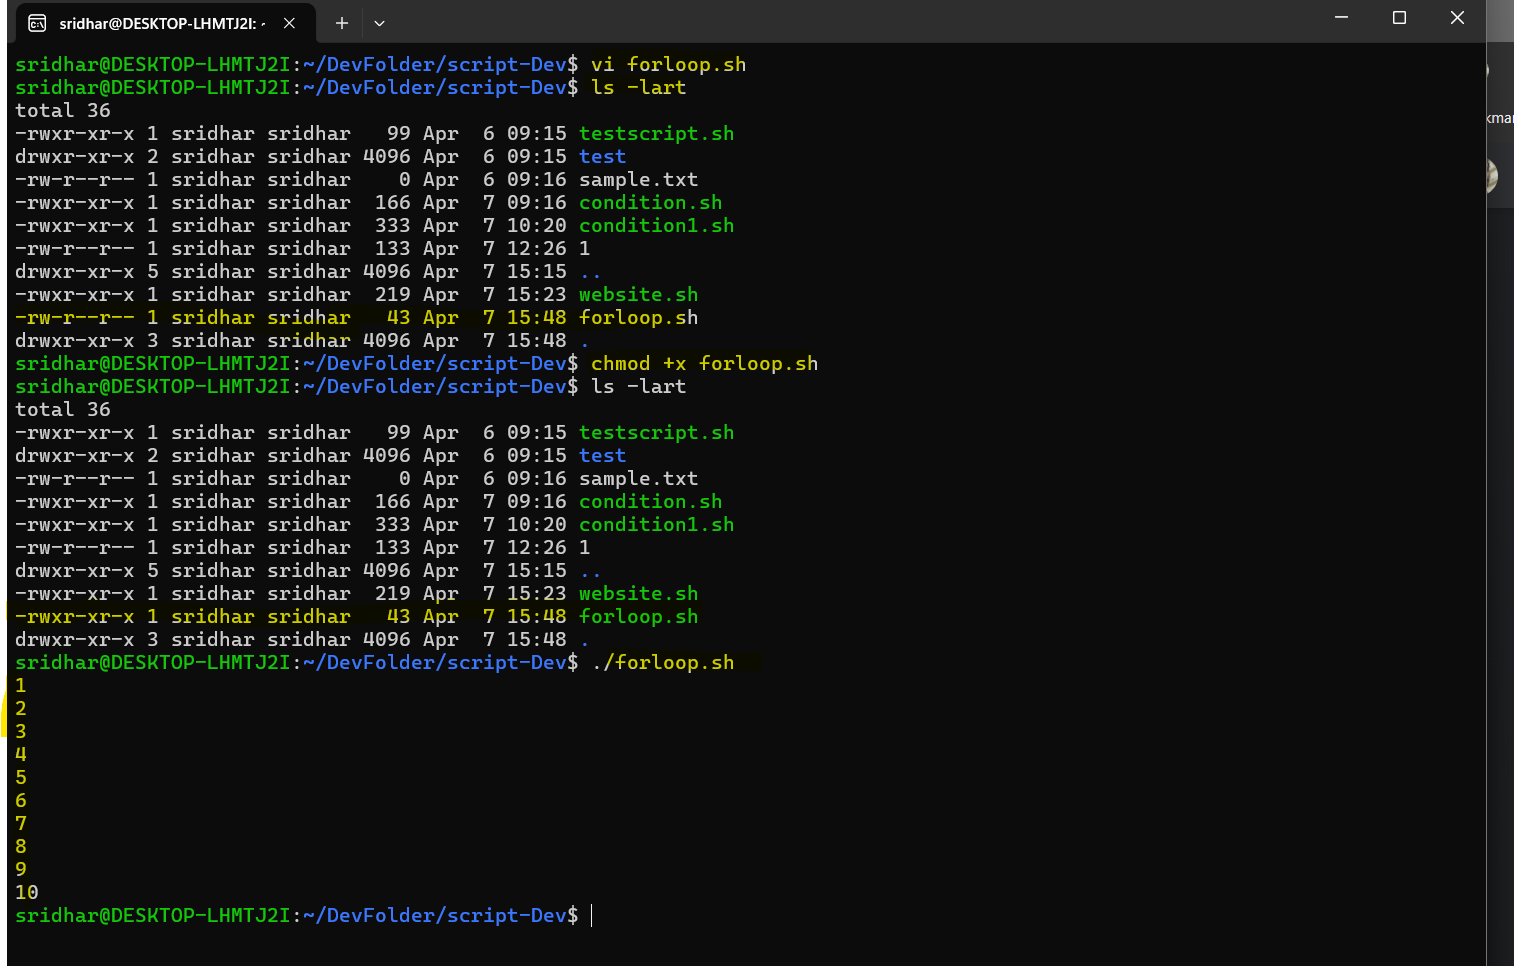 sridhar@DESKTOP-LHMTJ2I: ~
sridhar@DESKTOP-LHMTJ2I:~/DevFolder/script-Dev$ vi forloop.sh
sridhar@DESKTOP-LHMTJ2I:~/DevFolder/script-Dev$ ls -lart
total 36
-rwxr-xr-x 1 sridhar sridhar   99 Apr  6 09:15 testscript.sh
drwxr-xr-x 2 sridhar sridhar 4096 Apr  6 09:15 test
-rw-r--r-- 1 sridhar sridhar    0 Apr  6 09:16 sample.txt
-rwxr-xr-x 1 sridhar sridhar  166 Apr  7 09:16 condition.sh
-rwxr-xr-x 1 sridhar sridhar  333 Apr  7 10:20 condition1.sh
-rw-r--r-- 1 sridhar sridhar  133 Apr  7 12:26 1
drwxr-xr-x 5 sridhar sridhar 4096 Apr  7 15:15 ..
-rwxr-xr-x 1 sridhar sridhar  219 Apr  7 15:23 website.sh
-rw-r--r-- 1 sridhar sridhar   43 Apr  7 15:48 forloop.sh
drwxr-xr-x 3 sridhar sridhar 4096 Apr  7 15:48 .
sridhar@DESKTOP-LHMTJ2I:~/DevFolder/script-Dev$ chmod +x forloop.sh
sridhar@DESKTOP-LHMTJ2I:~/DevFolder/script-Dev$ ls -lart
total 36
-rwxr-xr-x 1 sridhar sridhar   99 Apr  6 09:15 testscript.sh
drwxr-xr-x 2 sridhar sridhar 4096 Apr  6 09:15 test
-rw-r--r-- 1 sridhar sridhar    0 Apr  6 09:16 sample.txt
-rwxr-xr-x 1 sridhar sridhar  166 Apr  7 09:16 condition.sh
-rwxr-xr-x 1 sridhar sridhar  333 Apr  7 10:20 condition1.sh
-rw-r--r-- 1 sridhar sridhar  133 Apr  7 12:26 1
drwxr-xr-x 5 sridhar sridhar 4096 Apr  7 15:15 ..
-rwxr-xr-x 1 sridhar sridhar  219 Apr  7 15:23 website.sh
-rwxr-xr-x 1 sridhar sridhar   43 Apr  7 15:48 forloop.sh
drwxr-xr-x 3 sridhar sridhar 4096 Apr  7 15:48 .
sridhar@DESKTOP-LHMTJ2I:~/DevFolder/script-Dev$ ./forloop.sh
1
2
3
4
5
6
7
8
9
10
sridhar@DESKTOP-LHMTJ2I:~/DevFolder/script-Dev$